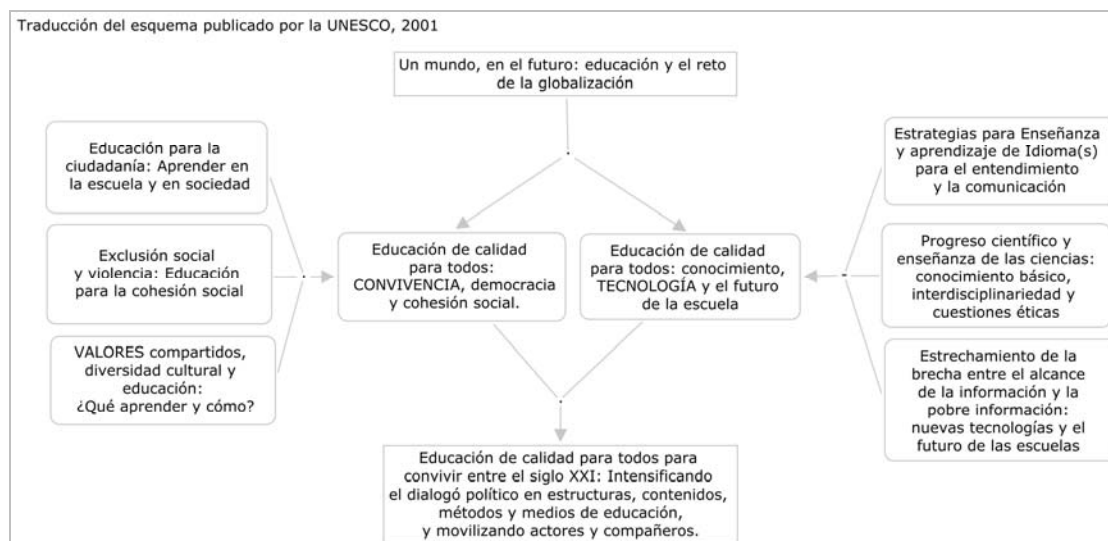 Traducción del esquema publicado por la UNESCO, 2001
Un mundo, en el futuro: educación y el reto
de la globalización
Educación para la
ciudadanía: Aprender en
la escuela y en sociedad
Exclusión social
y violencia: Educación
para la cohesión social
VALORES compartidos,
diversidad cultural y
educación:
¿Qué aprender y cómo?
Educación de calidad
para todos:
CONVIVENCIA, democracia
y cohesión social.
Educación de calidad
para todos: conocimiento,
TECNOLOGÍA y el futuro
de la escuela
Estrategias para Enseñanza
y aprendizaje de Idioma(s)
para el entendimiento
y la comunicación
Progreso científico y
enseñanza de las ciencias:
conocimiento básico,
interdisciplinariedad y
cuestiones éticas
Estrechamiento de la
brecha entre el alcance
de la información y la
pobre información:
nuevas tecnologías y el
futuro de las escuelas
Educación de calidad para todos para
convivir entre el siglo XXI: Intensificando
el dialogó político en estructuras, contenidos,
métodos y medios de educación,
y movilizando actores y compañeros.